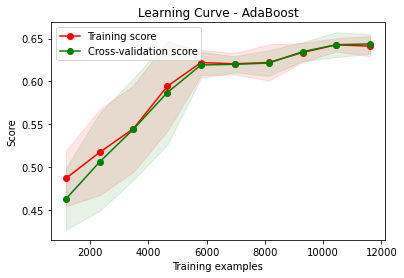 Learning Curve - AdaBoost
Training score
Cross-validation score
Score
0.65
0.60
0.55
0.50
0.45
2000 4000 6000 8000 10000 12000
Training examples